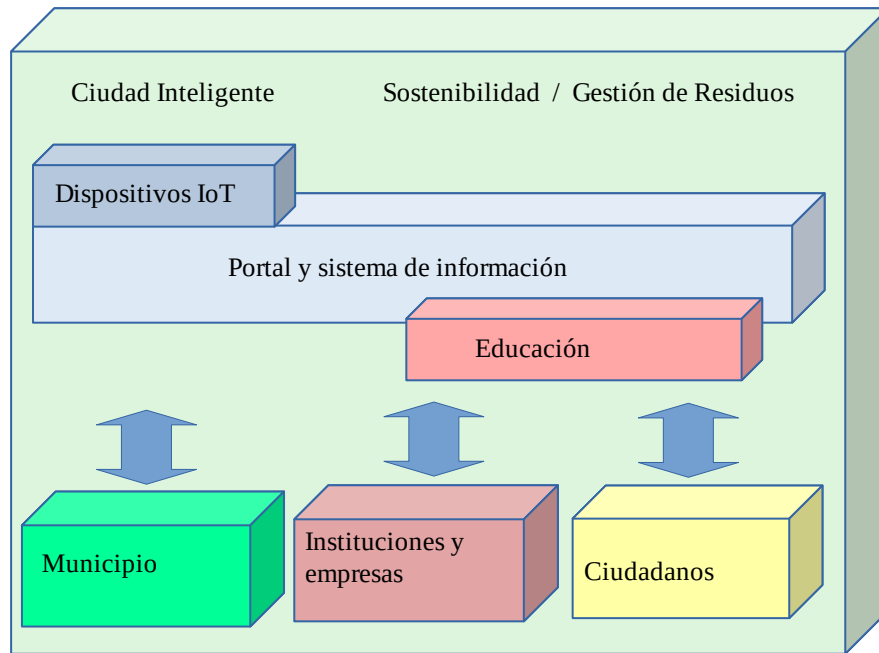 Ciudad Inteligente
Sostenibilidad / Gestión de Residuos
Dispositivos IoT
Portal y sistema de información
Educación
Municipio
Instituciones y
empresas
Ciudadanos